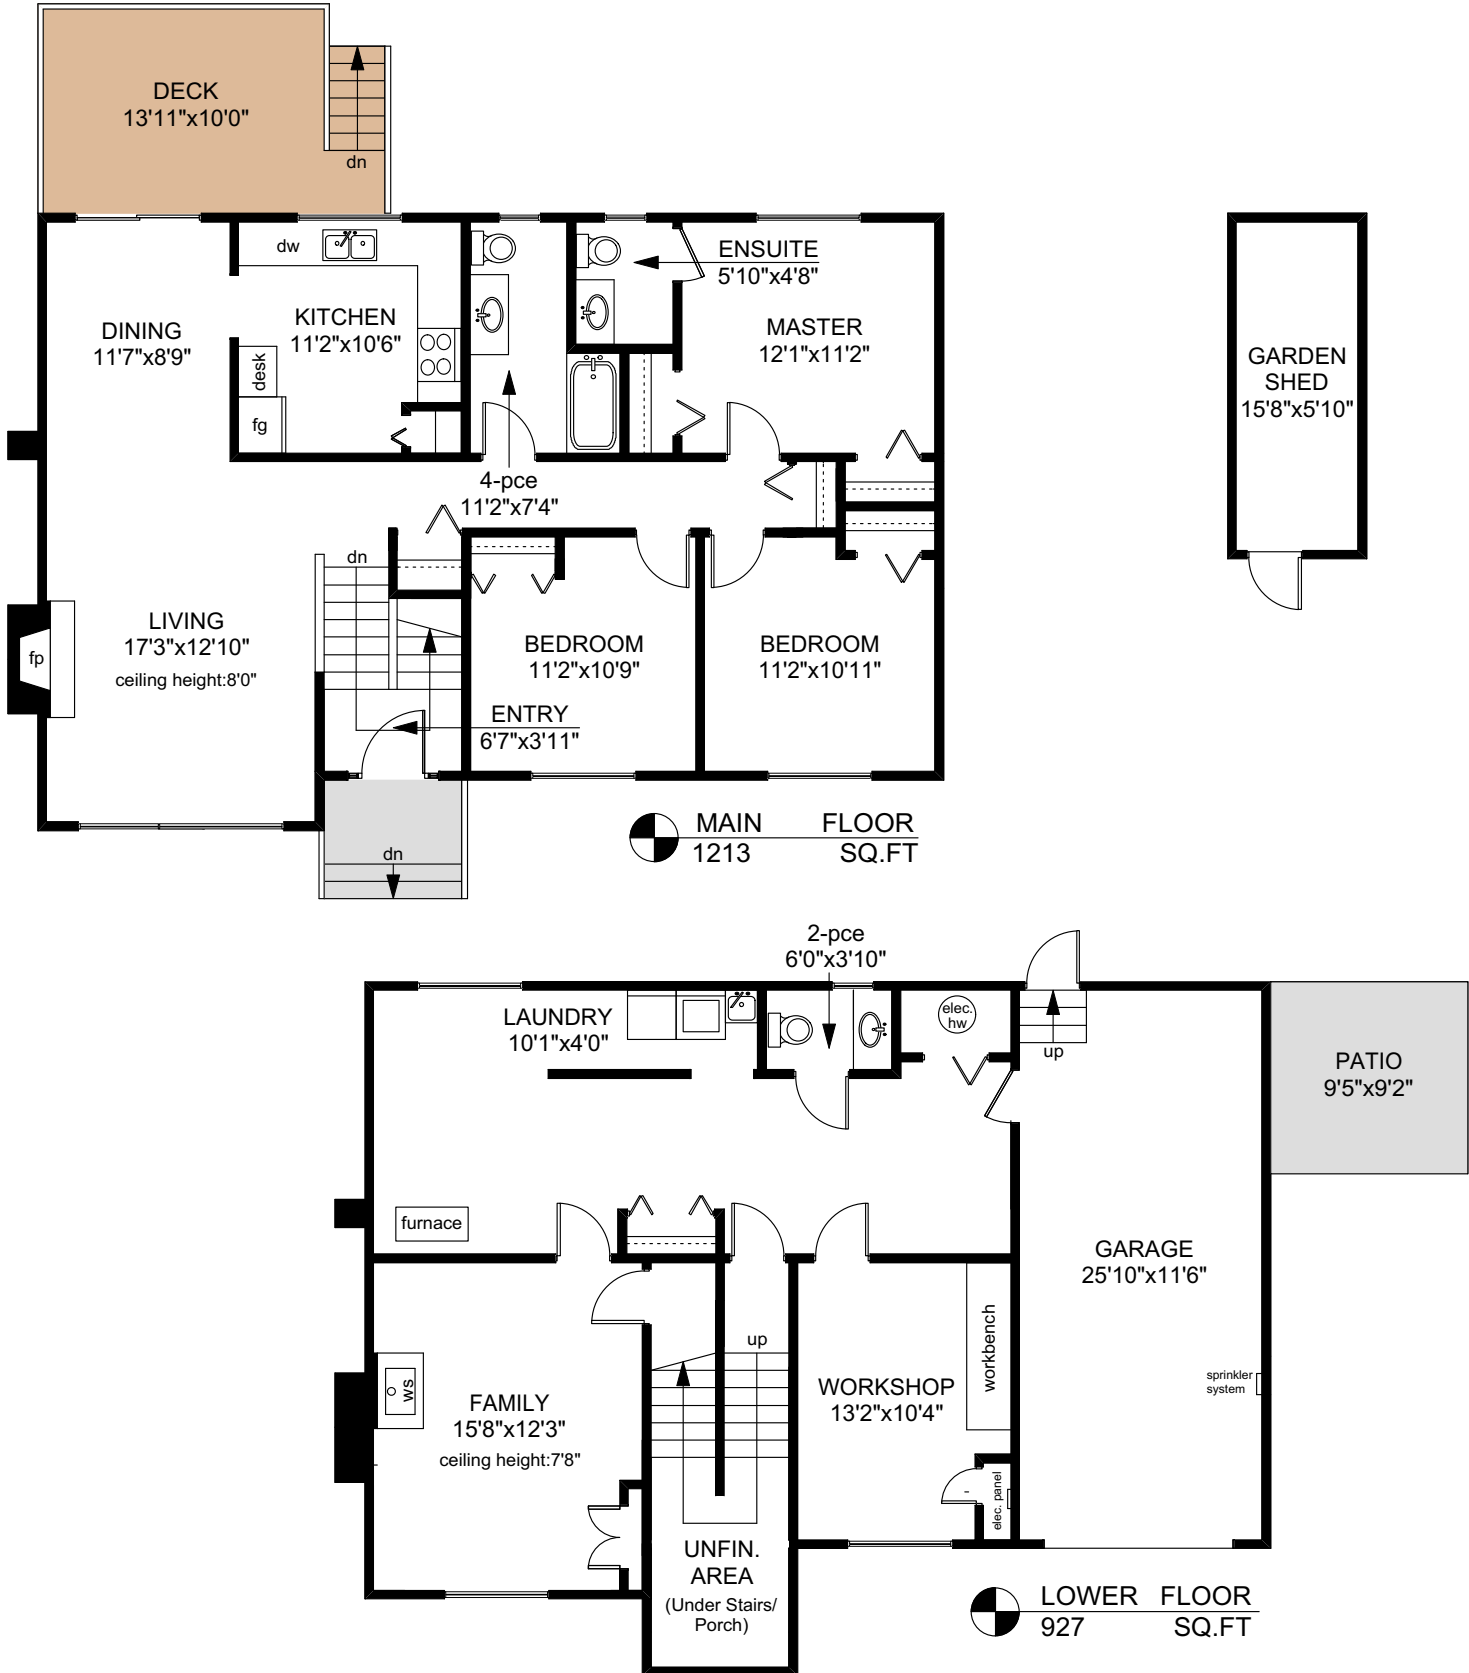 DECK
13'11"x10'0"
dn
dw
ENSUITE
5'10"x4'8"
DINING
11'7"x8'9"
KITCHEN
11'2"x10'6"
MASTER
12'1"x11'2"
desk
fg
GARDEN
SHED
15'8"x5'10"
4-pce
11'2"x7'4"
dn
LIVING
17'3"x12'10"
ceiling height:8'0"
fp
BEDROOM
11'2"x10'9"
BEDROOM
11'2"x10'11"
ENTRY
6'7"x3'11"
dn
MAIN FLOOR
1213 SQ.FT
2-pce
6'0"x3'10"
LAUNDRY
10'1"x4'0"
elec.
hw
up
PATIO
9'5"x9'2"
furnace
GARAGE
25'10"x11'6"
up
workbench
ws
FAMILY
15'8"x12'3"
ceiling height:7'8"
WORKSHOP
13'2"x10'4"
sprinkler
system
elec. panel
UNFIN.
AREA
(Under Stairs/
Porch)
LOWER FLOOR
927 SQ.FT